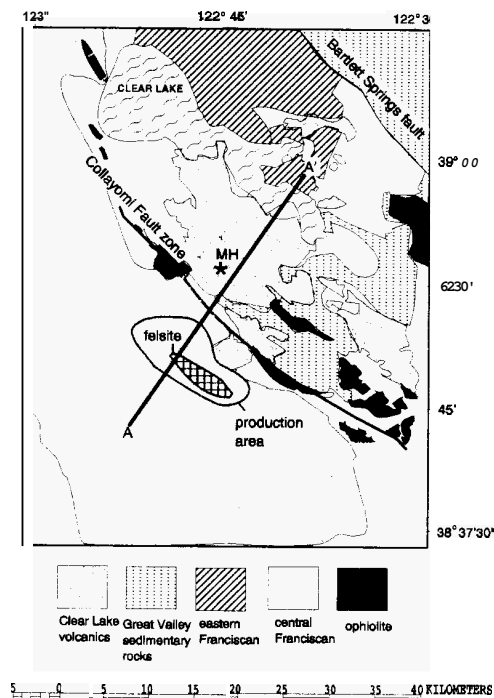 123" 122° 45' 122° 3
Bartlett Springs fault
CLEAR LAKE
39° 00
A'
Collayomi Fault zone
MH
6230'
felsite
45'
production
area
A
38° 37,30"
Clear Lake
volcanics
Great Valley
sedimentary
rocks
eastern
Franciscan
central
Franciscan
ophiolite
5 0 5 10 15 20 25 30 35 40 KILOMETERS